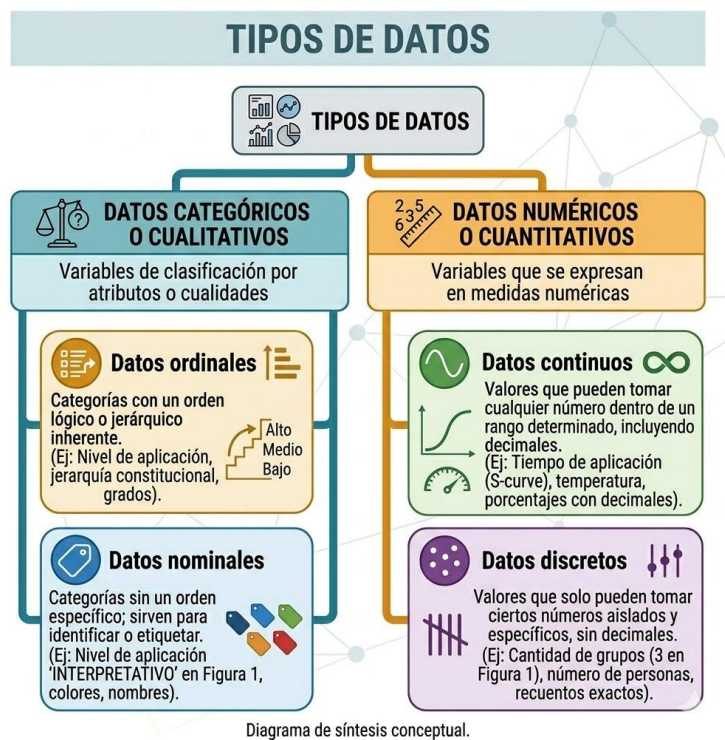 TIPOS DE DATOS
TIPOS DE DATOS
DATOS CATEGÓRICOS
O CUALITATIVOS
Variables de clasificación por
atributos o cualidades
Datos ordinales
Categorías con un orden
lógico o jerárquico
inherente.
(Ej: Nivel de aplicación,
jerarquía constitucional,
grados).
Alto
Medio
Bajo
Datos nominales
Categorías sin un orden
específico; sirven para
identificar o etiquetar.
(Ej: Nivel de aplicación
'INTERPRETATIVO' en Figura 1,
colores, nombres).
2 3 5
6
DATOS NUMÉRICOS
O CUANTITATIVOS
Variables que se expresan
en medidas numéricas
Datos continuos
Valores que pueden tomar
cualquier número dentro de un
rango determinado, incluyendo
decimales.
(Ej: Tiempo de aplicación
(S-curve), temperatura,
porcentajes con decimales).
Datos discretos
Valores que solo pueden tomar
ciertos números aislados y
específicos, sin decimales.
(Ej: Cantidad de grupos (3 en
Figura 1), número de personas,
recuentos exactos).
Diagrama de síntesis conceptual.